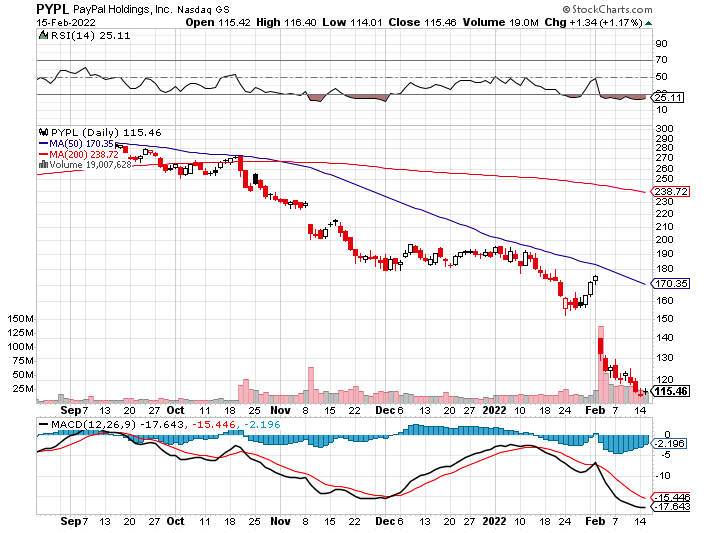 PYPL PayPal Holdings, Inc. Nasdaq GS © StockCharts.com
15-Feb-2022 Open 115.42 High 116.40 Low 114.01 Close 115.46 Volume 19.0M Chg +1.34 (+1.17%)
RSI(14) 25.11
90
70
50
30
25.11
10
PYPL (Daily) 115.46
MA(50) 170.35
MA(200) 238.72
Volume 19,007,628
300
290
280
270
260
250
238.72
230
220
210
200
190
180
170.35
160
150
140
130
120
115.46
150M
125M
100M
75M
50M
25M
Sep 7 13 20 27 Oct 11 18 25 Nov 8 15 22 Dec 6 13 20 27 2022 10 18 24 Feb 7 14
MACD(12,26,9) -17.643, -15.446, -2.196
-2.196
-5
-10
-15.446
-17.643
Sep 7 13 20 27 Oct 11 18 25 Nov 8 15 22 Dec 6 13 20 27 2022 10 18 24 Feb 7 14